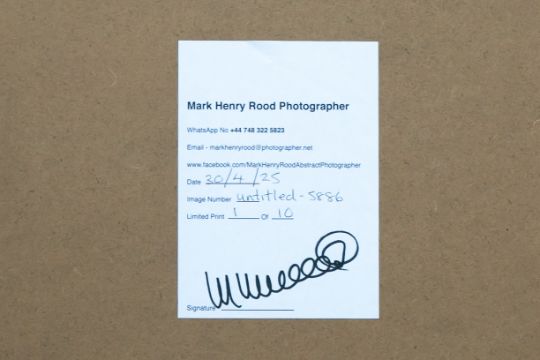 Mark Henry Rood Photographer
WhatsApp No +44 748 322 5823
Email - markhenryrood@photographer.net
www.facebook.com/MarkHenryRoodAbstractPhotographer
Date 30/4/25
Image Number untitled-5886
Limited Print 1 Of 10
Signature